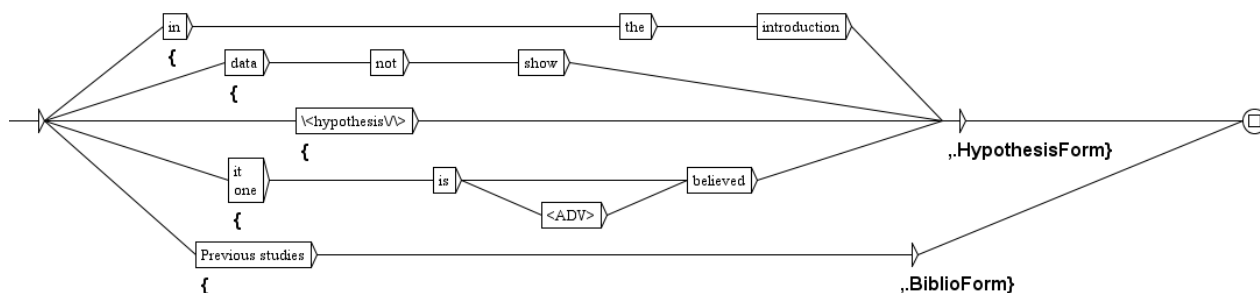 in the introduction
{
data not show
{
\<hypothesis\/\>
{
,.HypothesisForm}
it
one
is believed
<ADV>
{
Previous studies
{
,.BiblioForm}